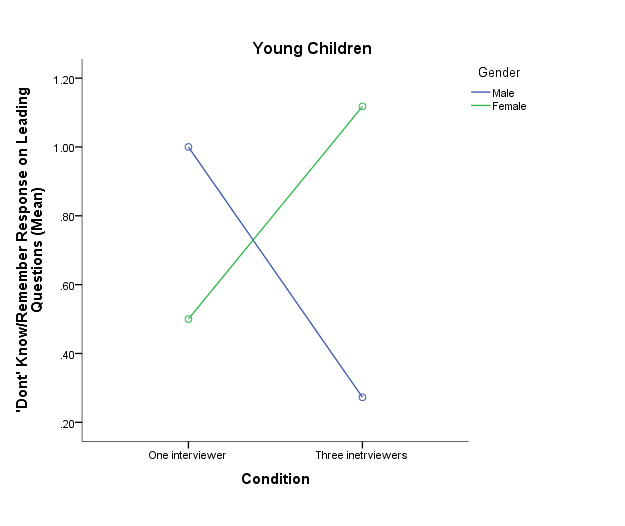 Young Children
Gender
Male
Female
'Dont' Know/Remember Response on Leading
Questions (Mean)
1.20
1.00
.80
.60
.40
.20
One interviewer
Three inetrviewers
Condition